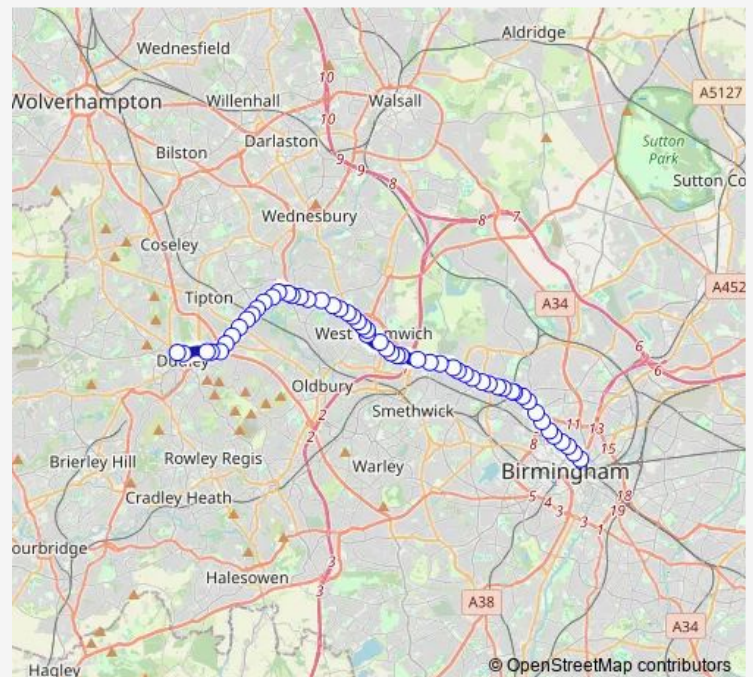 Aldridge
Wednesfield
10
Wolverhampton
Willenhall
Walsall
A5127
10
Darlaston
Bilston
9
9
8
Sutton
Park
Sutton Co
Wednesbury
8
7
Coseley
A452
Tipton
A34
West
mwich
6
6
Dudley
Oldbury
2
2
Smethwick
11
13
8
15
Brierley Hill
Rowley Regis
Warley
Birmingham
Cradley Heath
5
4
3
3
1
18
19
ourbridge
3
3
Halesowen
A38
A34
Hagley
© OpenStreetMap contributors